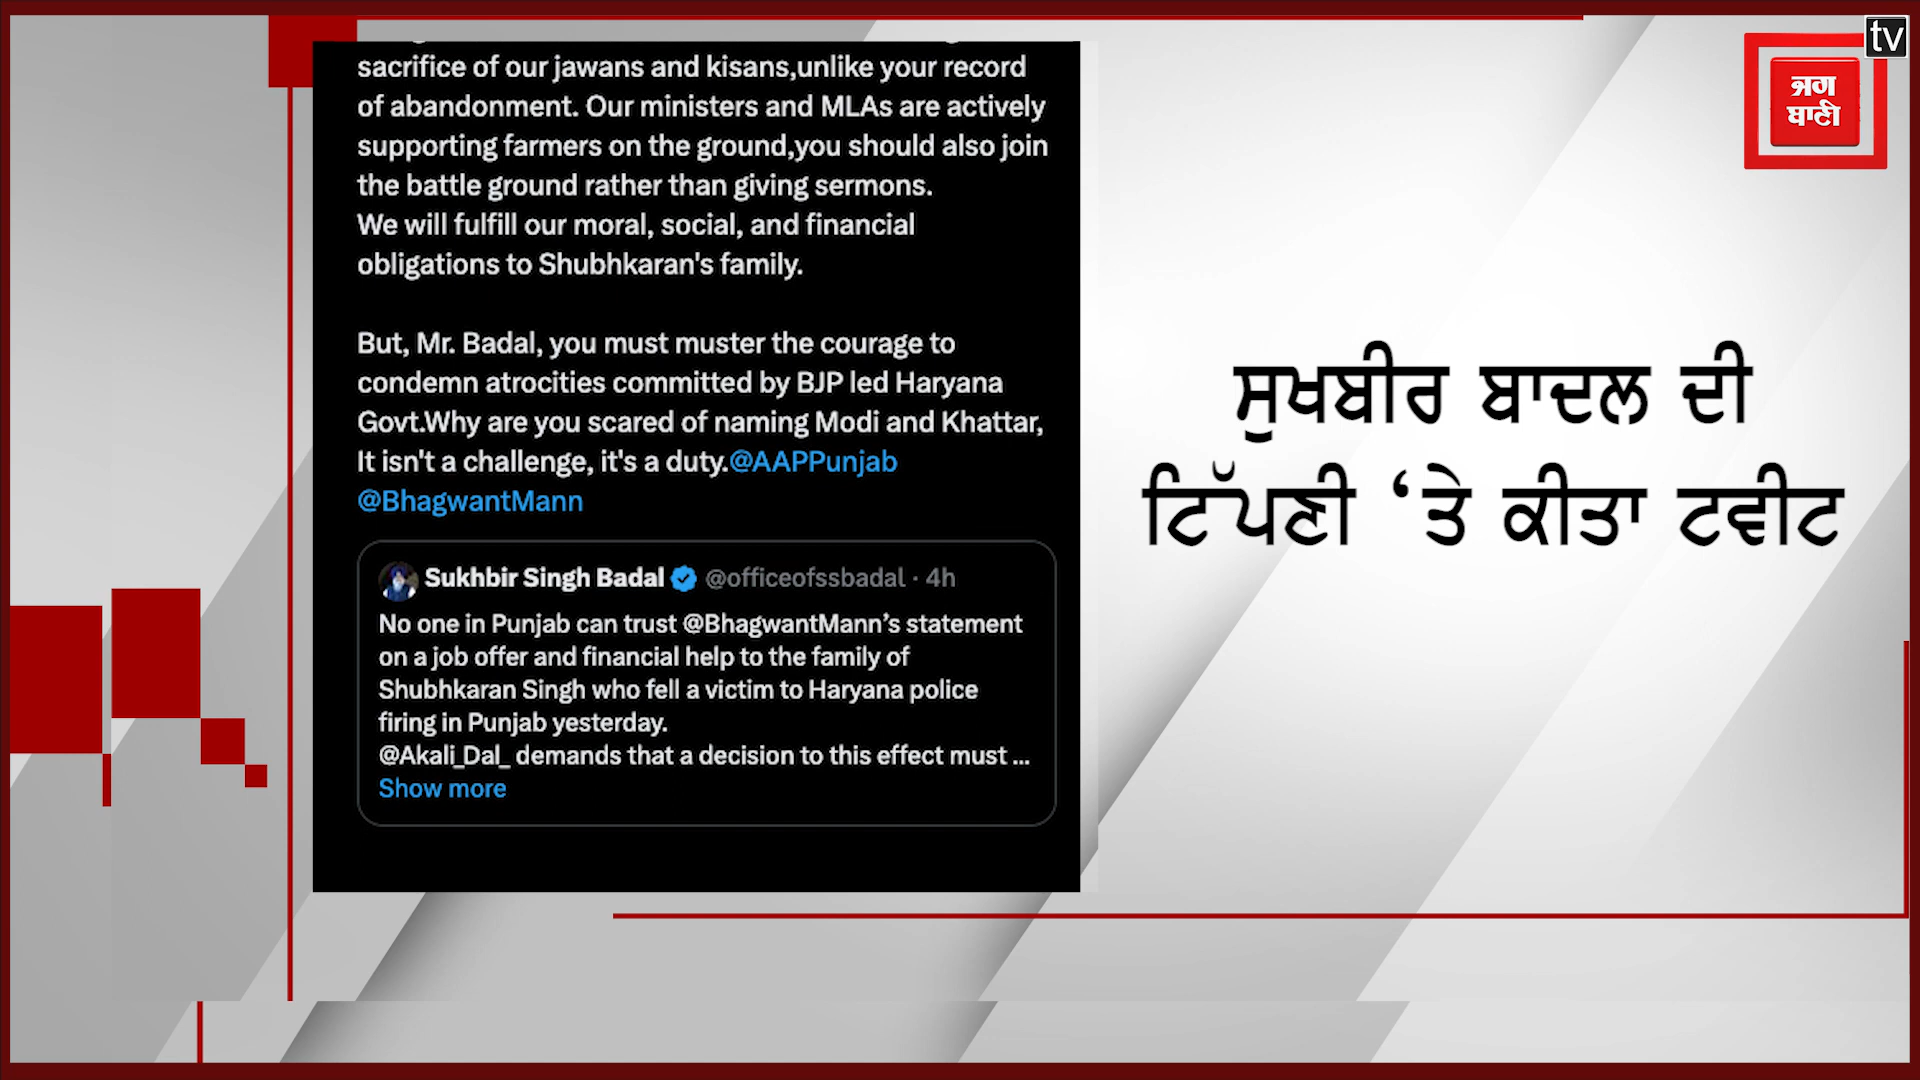 sacrifice of our jawans and kisans,unlike your record
of abandonment. Our ministers and MLAs are actively
supporting farmers on the ground,you should also join
the battle ground rather than giving sermons.
We will fulfill our moral, social, and financial
obligations to Shubhkaran's family.
But, Mr. Badal, you must muster the courage to
condemn atrocities committed by BJP led Haryana
Govt.Why are you scared of naming Modi and Khattar,
It isn't a challenge, it's a duty.@AAPPunjab
@BhagwantMann
Sukhbir Singh Badal @officeofssbadal · 4h
No one in Punjab can trust @BhagwantMann’s statement
on a job offer and financial help to the family of
Shubhkaran Singh who fell a victim to Haryana police
firing in Punjab yesterday.
@Akali_Dal_ demands that a decision to this effect must ...
Show more
ਸੁਖਬੀਰ ਬਾਦਲ ਦੀ
ਟਿੱਪਣੀ ‘ਤੇ ਕੀਤਾ ਟਵੀਟ
tv
ਜਗ
ਬਾਣੀ